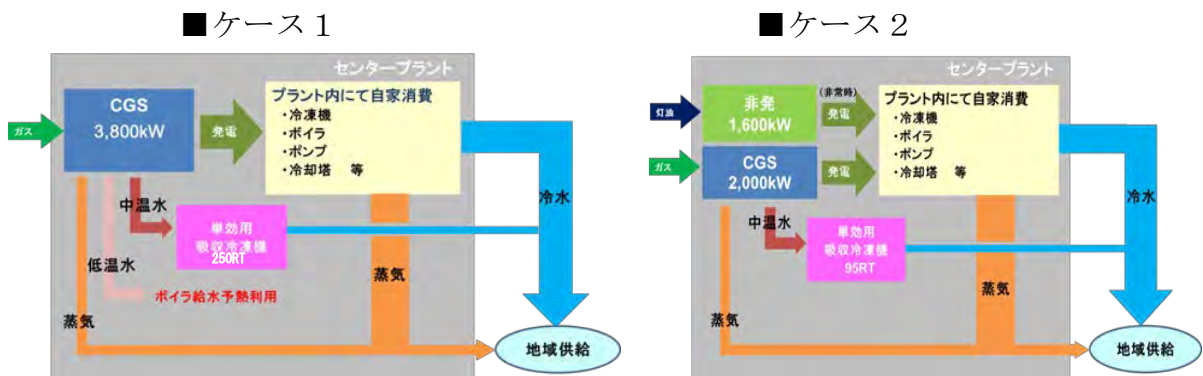 ■ケース1
センタープラント
ガス
CGS
3,800kW
発電
プラント内にて自家消費
・冷凍機
・ボイラ
・ポンプ
・冷却塔 等
冷水
中温水
単効用
吸収冷凍機
250RT
低温水
ボイラ給水予熱利用
蒸気
蒸気
地域供給
■ケース2
センタープラント
灯油
非発
1,600kW
(非常時)
発電
ガス
CGS
2,000kW
発電
プラント内にて自家消費
・冷凍機
・ボイラ
・ポンプ
・冷却塔 等
冷水
中温水
単効用
吸収冷凍機
95RT
蒸気
蒸気
地域供給